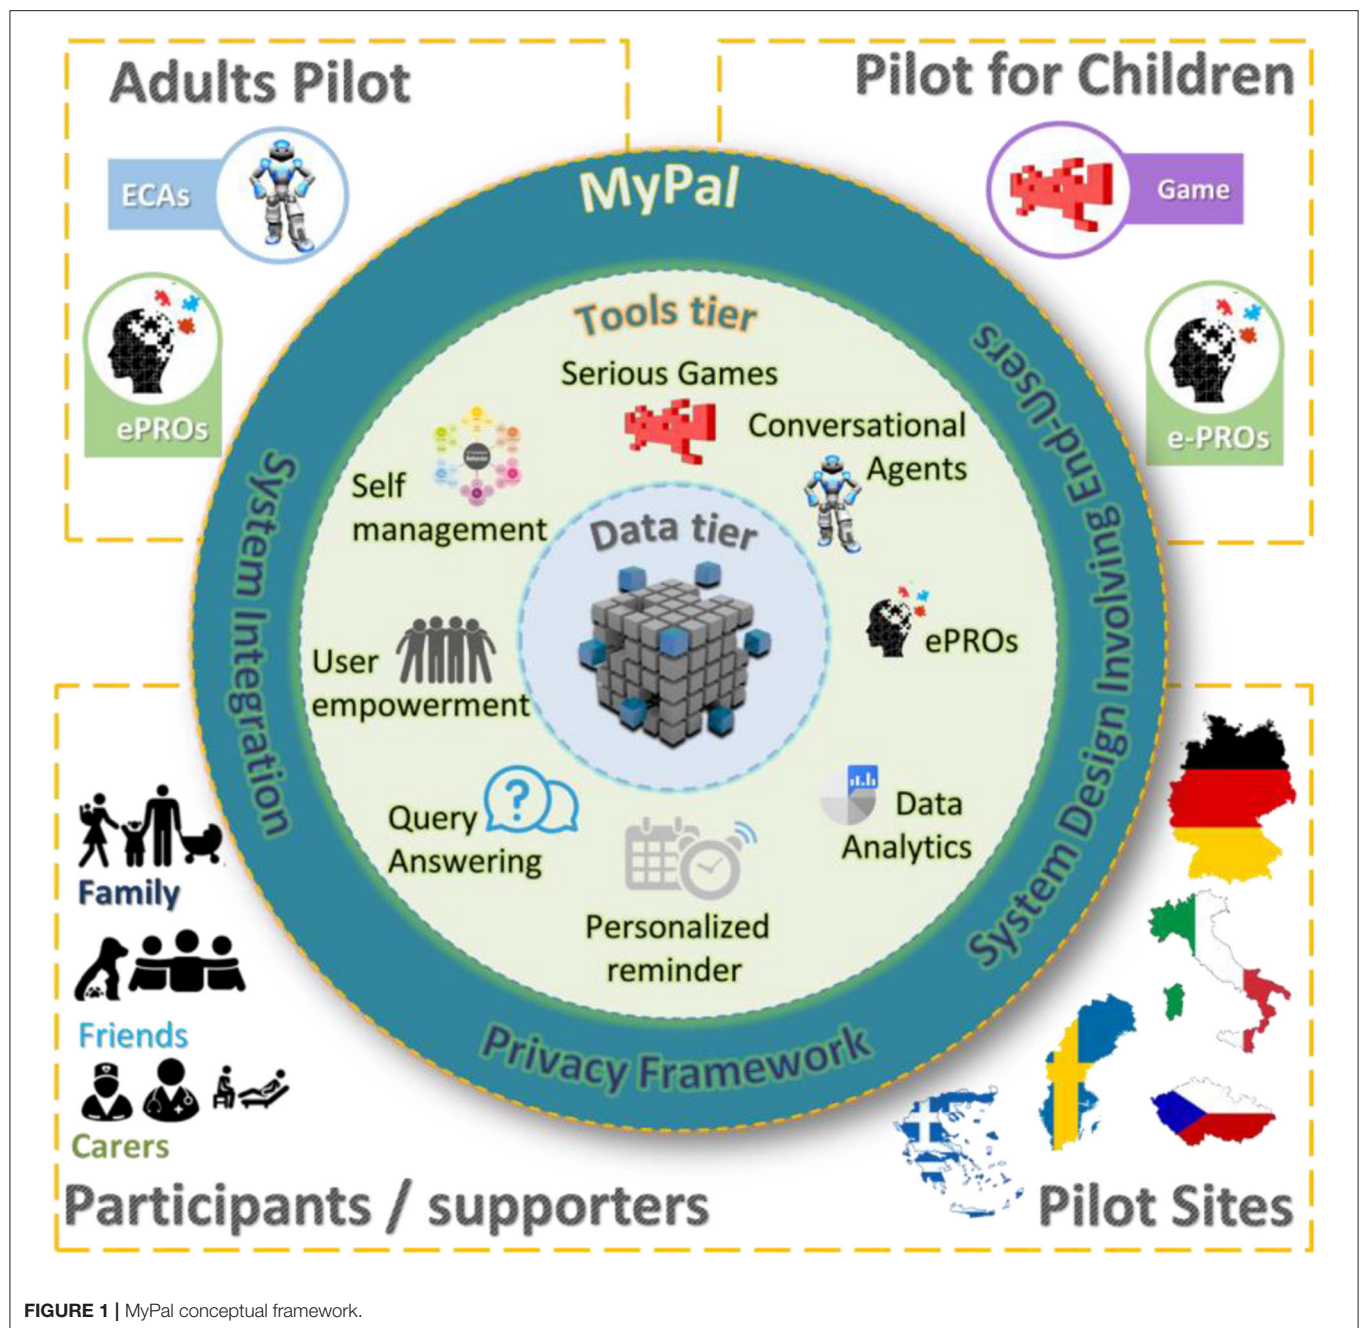 Adults Pilot
Pilot for Children
ECAs
ePROs
Game
e-PROs
MyPal
System Integration
System Design Involving End-Users
Privacy Framework
Tools tier
Serious Games
Conversational
Agents
ePROs
Data
Analytics
Personalized
reminder
Query
Answering
User
empowerment
Self
management
Data tier
Family
Friends
Carers
Participants / supporters
Pilot Sites
FIGURE 1 | MyPal conceptual framework.